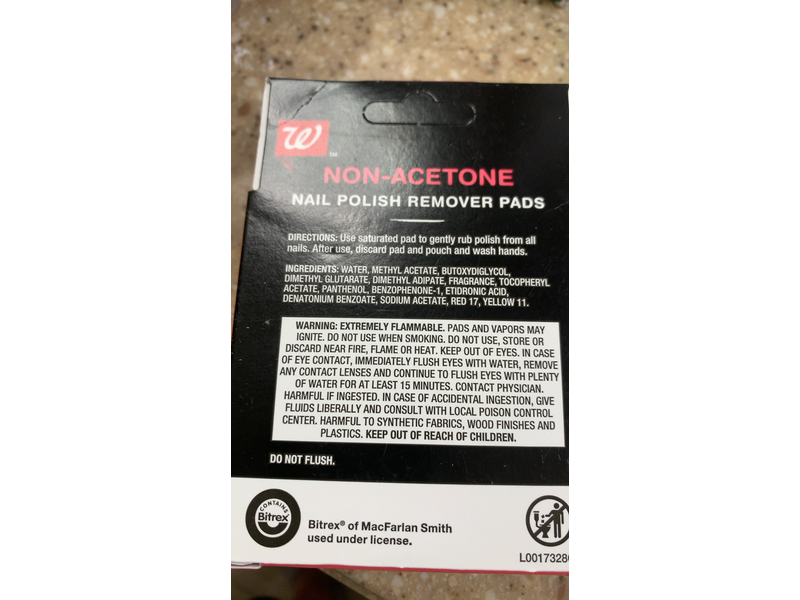 W
TM
NON-ACETONE
NAIL POLISH REMOVER PADS
DIRECTIONS: Use saturated pad to gently rub polish from all
nails. After use, discard pad and pouch and wash hands.
INGREDIENTS: WATER, METHYL ACETATE, BUTOXYDIGLYCOL,
DIMETHYL GLUTARATE, DIMETHYL ADIPATE, FRAGRANCE, TOCOPHERYL
ACETATE, PANTHENOL, BENZOPHENONE-1, ETIDRONIC ACID,
DENATONIUM BENZOATE, SODIUM ACETATE, RED 17, YELLOW 11.
WARNING: EXTREMELY FLAMMABLE. PADS AND VAPORS MAY
IGNITE. DO NOT USE WHEN SMOKING. DO NOT USE, STORE OR
DISCARD NEAR FIRE, FLAME OR HEAT. KEEP OUT OF EYES. IN CASE
OF EYE CONTACT, IMMEDIATELY FLUSH EYES WITH WATER, REMOVE
ANY CONTACT LENSES AND CONTINUE TO FLUSH EYES WITH PLENTY
OF WATER FOR AT LEAST 15 MINUTES. CONTACT PHYSICIAN.
HARMFUL IF INGESTED. IN CASE OF ACCIDENTAL INGESTION, GIVE
FLUIDS LIBERALLY AND CONSULT WITH LOCAL POISON CONTROL
CENTER. HARMFUL TO SYNTHETIC FABRICS, WOOD FINISHES AND
PLASTICS. KEEP OUT OF REACH OF CHILDREN.
DO NOT FLUSH.
CONTAINS
Bitrex
Bitrex® of MacFarlan Smith
used under license.
L0017328